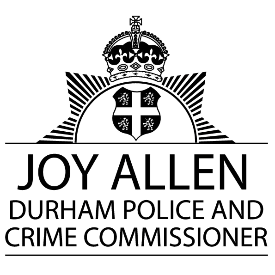 JOY ALLEN
DURHAM POLICE AND
CRIME COMMISSIONER